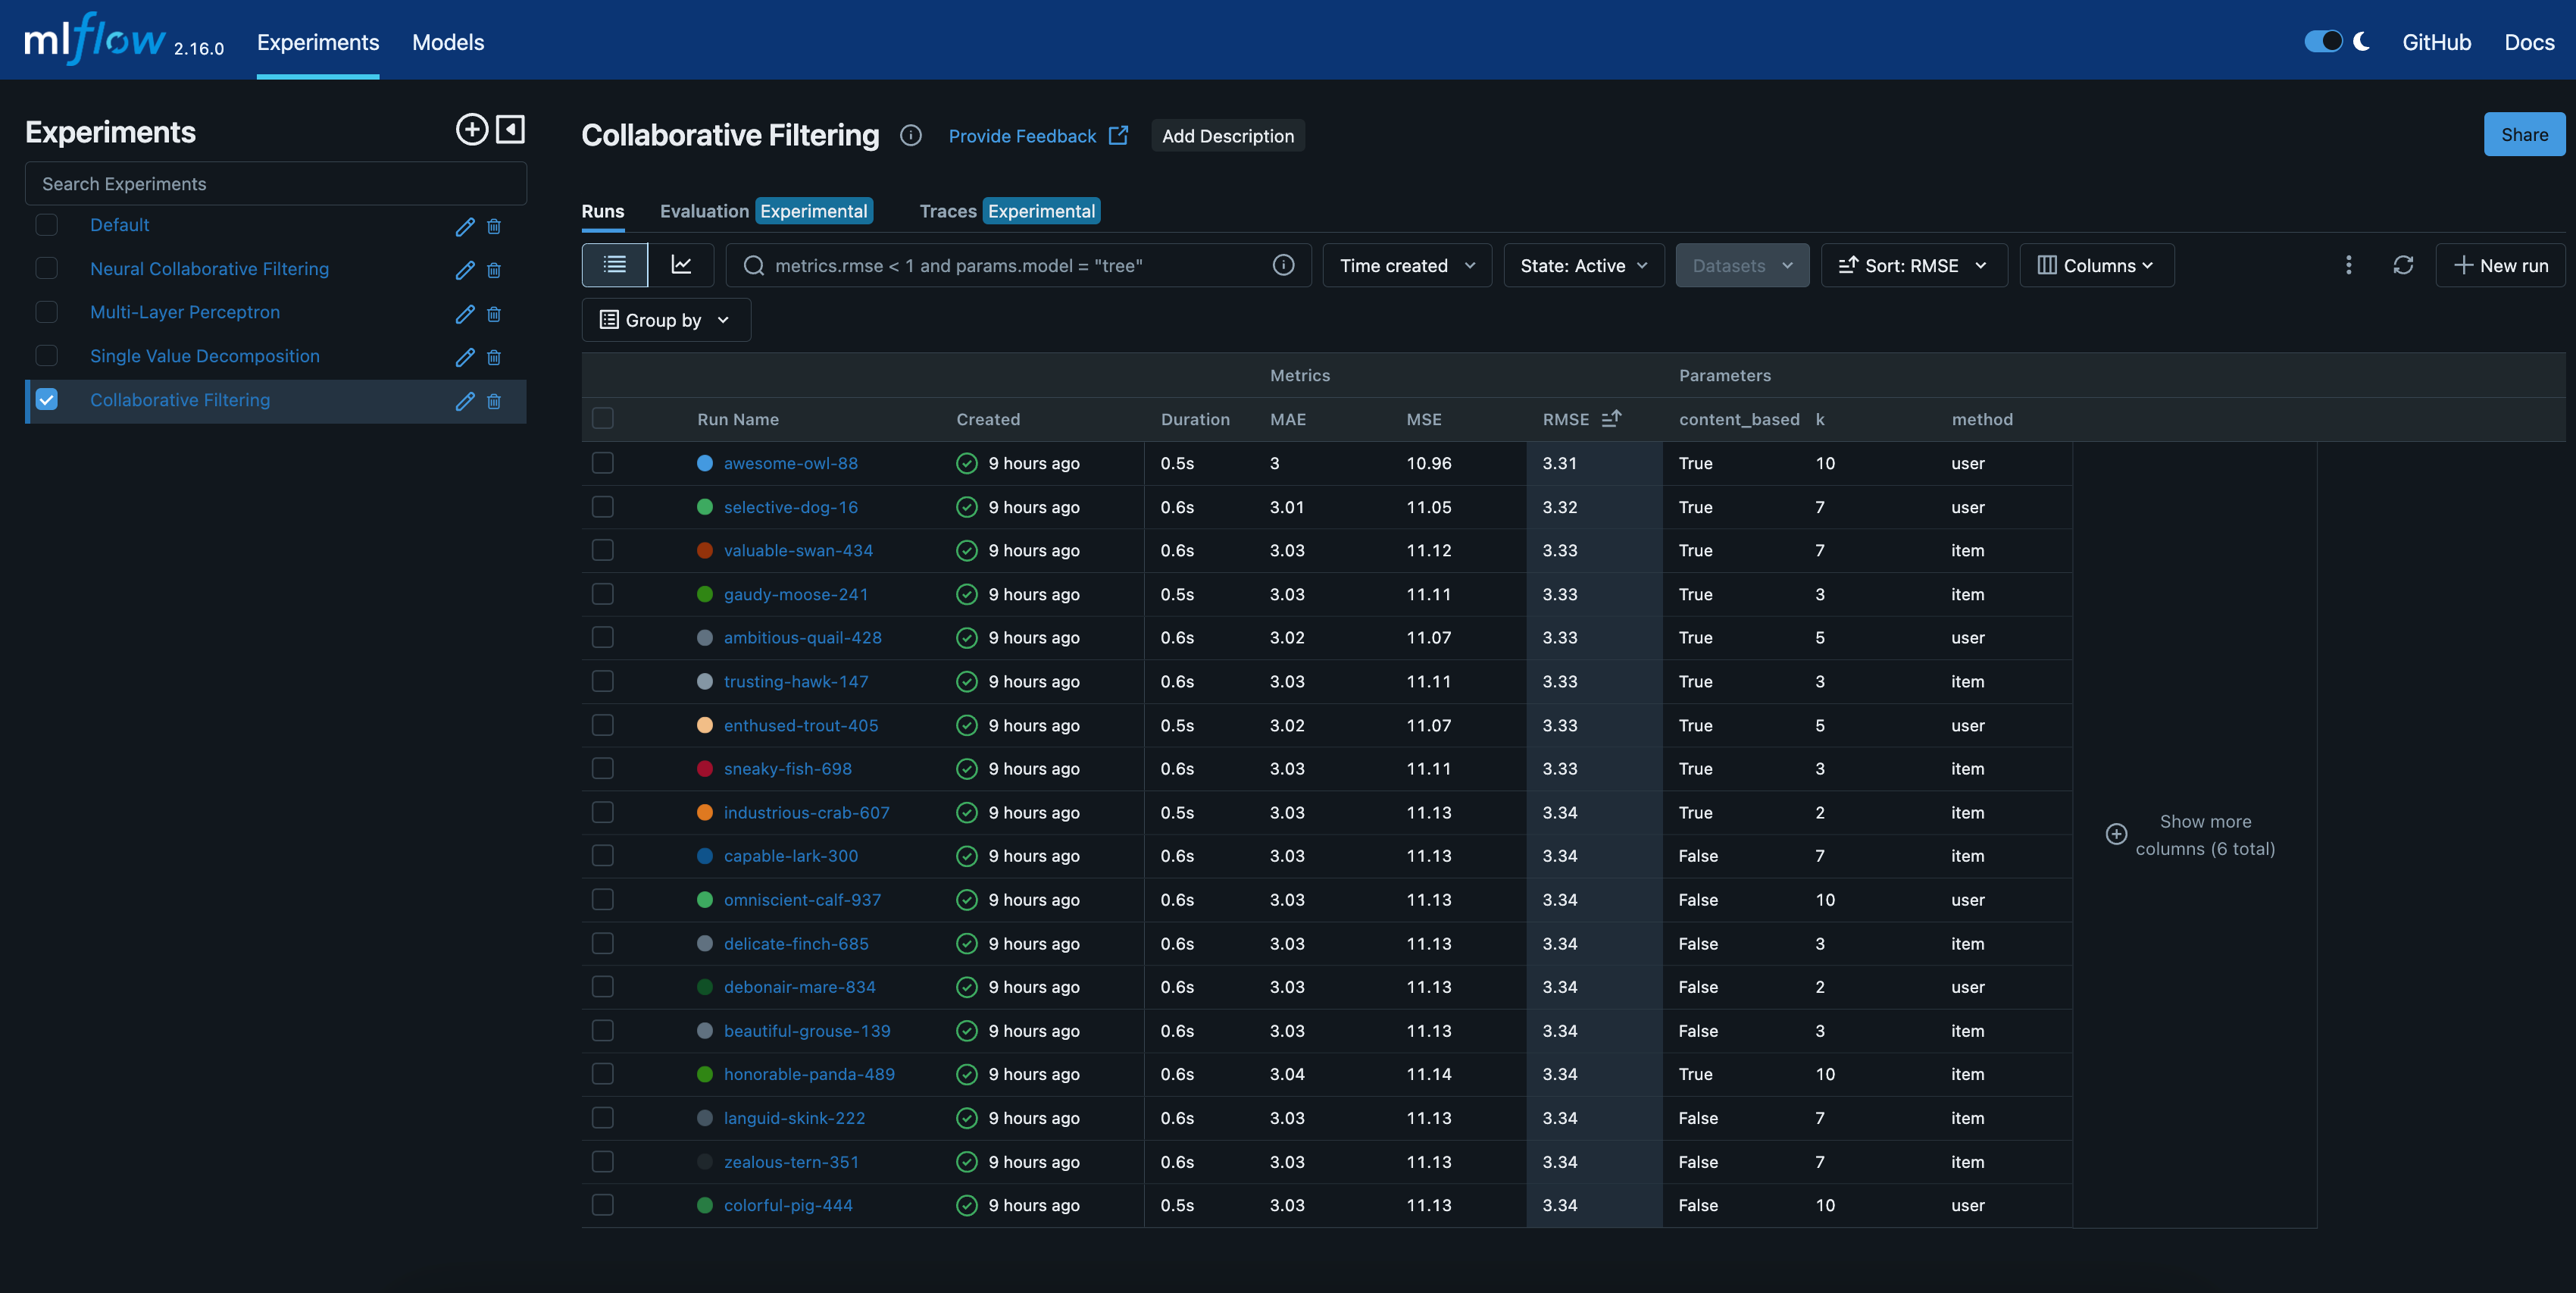 mlflow 2.16.0 Experiments Models GitHub Docs
Experiments
Search Experiments
Default
Neural Collaborative Filtering
Multi-Layer Perceptron
Single Value Decomposition
Collaborative Filtering
Collaborative Filtering Provide Feedback Add Description Share
Runs Evaluation Experimental Traces Experimental
metrics.rmse < 1 and params.model = "tree" Time created State: Active Datasets Sort: RMSE Columns New run
Group by
Metrics Parameters
Run Name Created Duration MAE MSE RMSE content_based k method
awesome-owl-88 9 hours ago 0.5s 3 10.96 3.31 True 10 user
selective-dog-16 9 hours ago 0.6s 3.01 11.05 3.32 True 7 user
valuable-swan-434 9 hours ago 0.6s 3.03 11.12 3.33 True 7 item
gaudy-moose-241 9 hours ago 0.5s 3.03 11.11 3.33 True 3 item
ambitious-quail-428 9 hours ago 0.6s 3.02 11.07 3.33 True 5 user
trusting-hawk-147 9 hours ago 0.6s 3.03 11.11 3.33 True 3 item
enthused-trout-405 9 hours ago 0.5s 3.02 11.07 3.33 True 5 user
sneaky-fish-698 9 hours ago 0.6s 3.03 11.11 3.33 True 3 item
industrious-crab-607 9 hours ago 0.5s 3.03 11.13 3.34 True 2 item
capable-lark-300 9 hours ago 0.6s 3.03 11.13 3.34 False 7 item
omniscient-calf-937 9 hours ago 0.6s 3.03 11.13 3.34 False 10 user
delicate-finch-685 9 hours ago 0.6s 3.03 11.13 3.34 False 3 item
debonair-mare-834 9 hours ago 0.6s 3.03 11.13 3.34 False 2 user
beautiful-grouse-139 9 hours ago 0.6s 3.03 11.13 3.34 False 3 item
honorable-panda-489 9 hours ago 0.6s 3.04 11.14 3.34 True 10 item
languid-skink-222 9 hours ago 0.6s 3.03 11.13 3.34 False 7 item
zealous-tern-351 9 hours ago 0.6s 3.03 11.13 3.34 False 7 item
colorful-pig-444 9 hours ago 0.5s 3.03 11.13 3.34 False 10 user
Show more
columns (6 total)